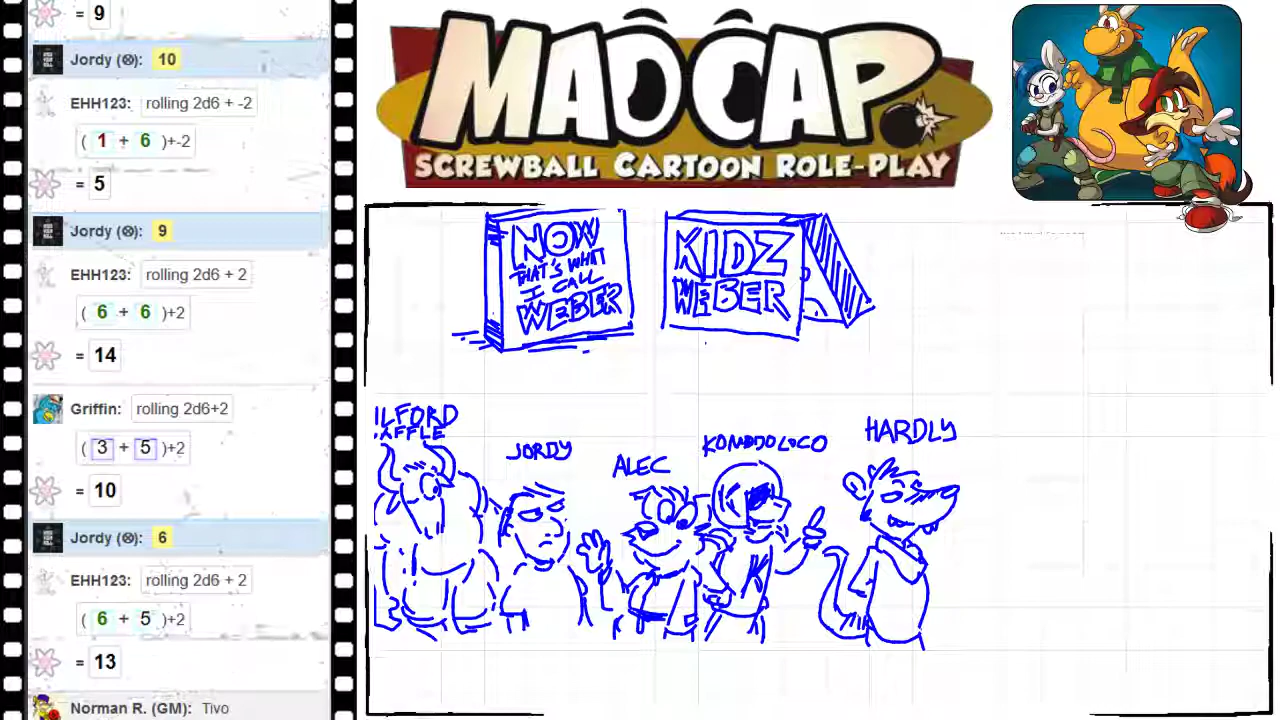 = 9
Jordy (⊗): 10
EHH123: rolling 2d6 + -2
( 1 + 6 )+-2
= 5
Jordy (⊗): 9
EHH123: rolling 2d6 + 2
( 6 + 6 )+2
= 14
Griffin: rolling 2d6+2
( 3 + 5 )+2
= 10
Jordy (⊗): 6
EHH123: rolling 2d6 + 2
( 6 + 5 )+2
= 13
Norman R. (GM): Tivo
MADCAP
SCREWBALL CARTOON ROLE-PLAY
NOW
THAT'S WHAT
I CALL
WEBER
KIDZ
WEBER
ILFORD
AFFLE
JORDY
ALEC
KOMODOLOCO
HARDLY
K